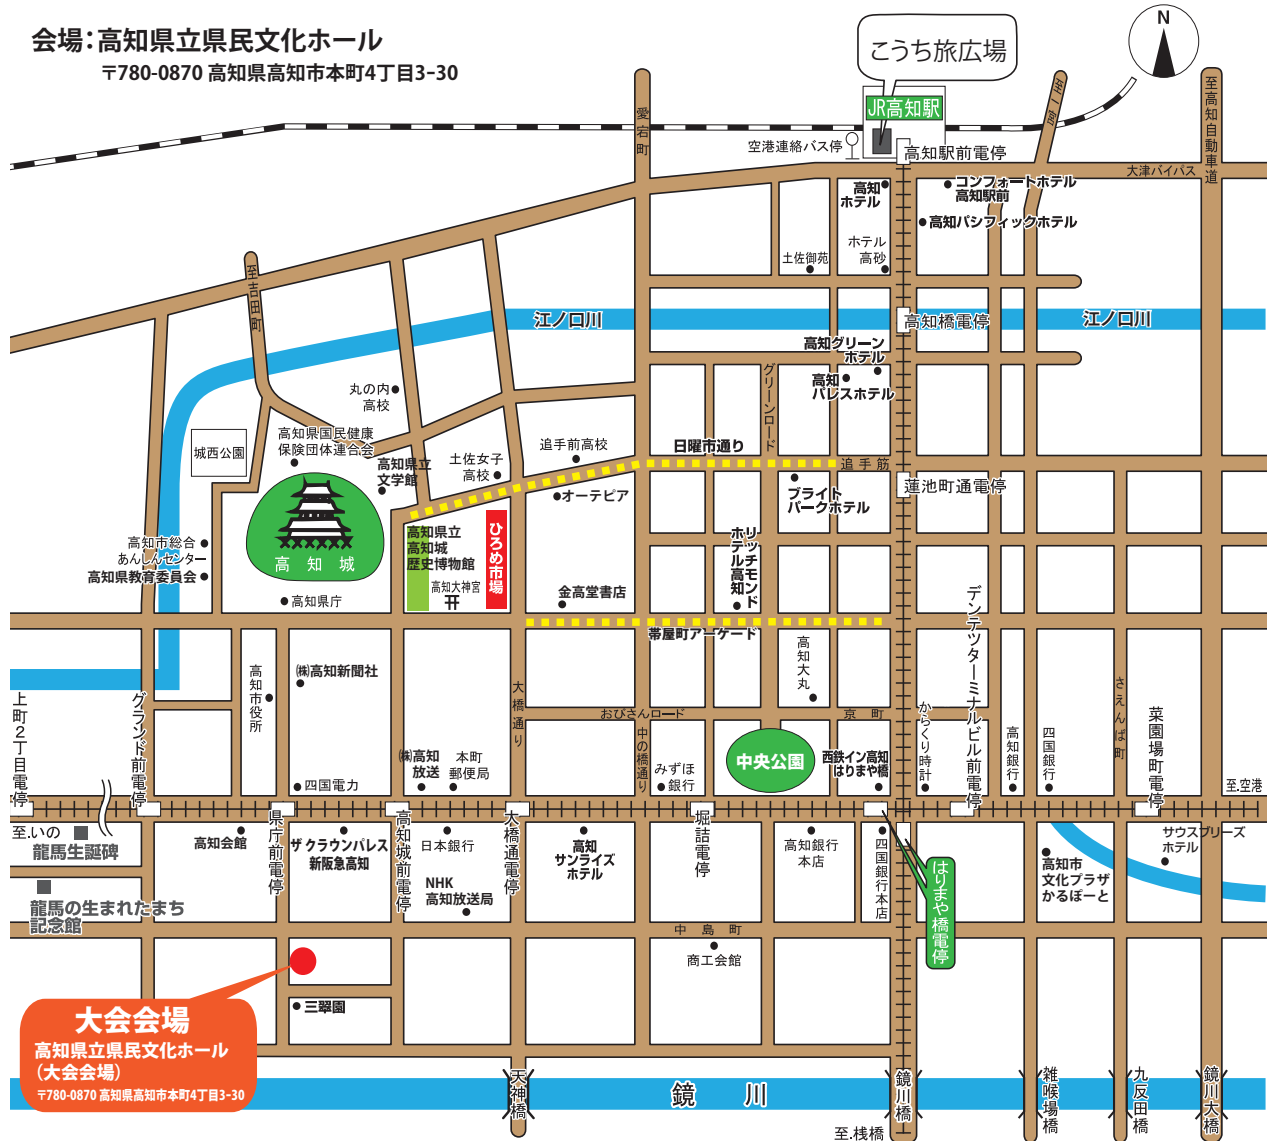 会場：高知県立県民文化ホール
〒780-0870 高知県高知市本町4丁目3-30
こうち旅広場
N
JR高知駅
愛宕町
至高知自動車道
空港連絡バス停
高知駅前電停
大津バイパス
高知
ホテル
コンフォートホテル
高知駅前
高知パシフィックホテル
土佐御苑
ホテル
高砂
至吉田町
江ノ口川
高知橋電停
江ノ口川
高知グリーン
ホテル
高知
パレスホテル
グリーンロード
丸の内
高校
城西公園
高知県国民健康
保険団体連合会
高知県立
文学館
土佐女子
高校
追手前高校
日曜市通り
追手筋
オーテピア
ブライト
パークホテル
蓮池町通電停
高知城
高知県立
高知城
歴史博物館
ひろめ市場
高知大神宮
リッチモンド
ホテル高知
高知市総合
あんしんセンター
高知県教育委員会
高知県庁
金高堂書店
帯屋町アーケード
デンテツターミナルビル前電停
高知市役所
㈱高知新聞社
大橋通り
高知大丸
おびさんロード
京町
中の橋通り
からくり時計
さえんば町
菜園場町電停
上町2丁目電停
グランド前電停
㈱高知
放送
本町
郵便局
みずほ
銀行
中央公園
西鉄イン高知
はりまや橋
高知銀行
四国銀行
四国電力
至.空港
至.いの
龍馬生誕碑
高知会館
県庁前電停
ザ クラウンパレス
新阪急高知
高知城前電停
日本銀行
大橋通電停
高知
サンライズ
ホテル
堀詰電停
高知銀行
本店
四国銀行本店
はりまや橋電停
高知市
文化プラザ
かるぽーと
サウスブリーズ
ホテル
NHK
高知放送局
龍馬の生まれたまち
記念館
中島町
商工会館
三翠園
大会会場
高知県立県民文化ホール
(大会会場)
〒780-0870 高知県高知市本町4丁目3-30
天神橋
鏡川
鏡川橋
雑喉場橋
九反田橋
鏡川大橋
至.桟橋